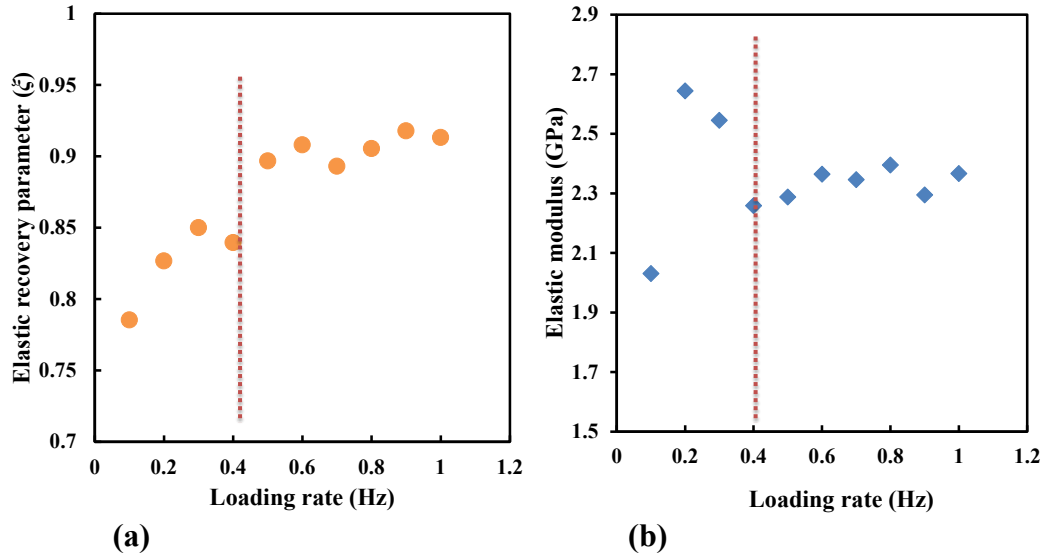 Elastic recovery parameter (ξ)
1
0.95
0.9
0.85
0.8
0.75
0.7
0 0.2 0.4 0.6 0.8 1 1.2
Loading rate (Hz)
(a)
Elastic modulus (GPa)
2.9
2.7
2.5
2.3
2.1
1.9
1.7
1.5
0 0.2 0.4 0.6 0.8 1 1.2
Loading rate (Hz)
(b)